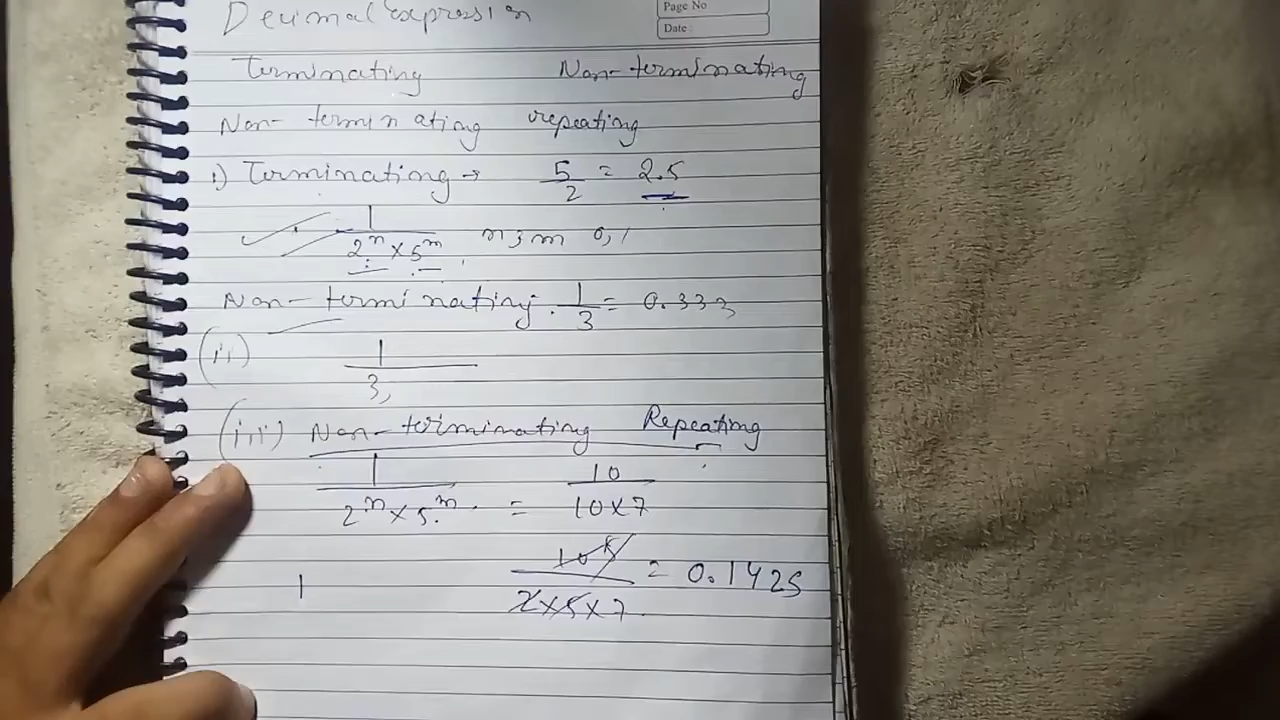 Decimal expression
Page No
Date:
Terminating Non-terminating
Non-terminating repeating
i) Terminating → 5/2 = 2.5
1/2^n × 5^m n, m 0, 1
Non-terminating. 1/3 = 0.333
(ii) 1/3,
(iii) Non-terminating Repeating
1/2^n × 5^m = 10/10×7
1 10 5/2×5×7 = 0.1425